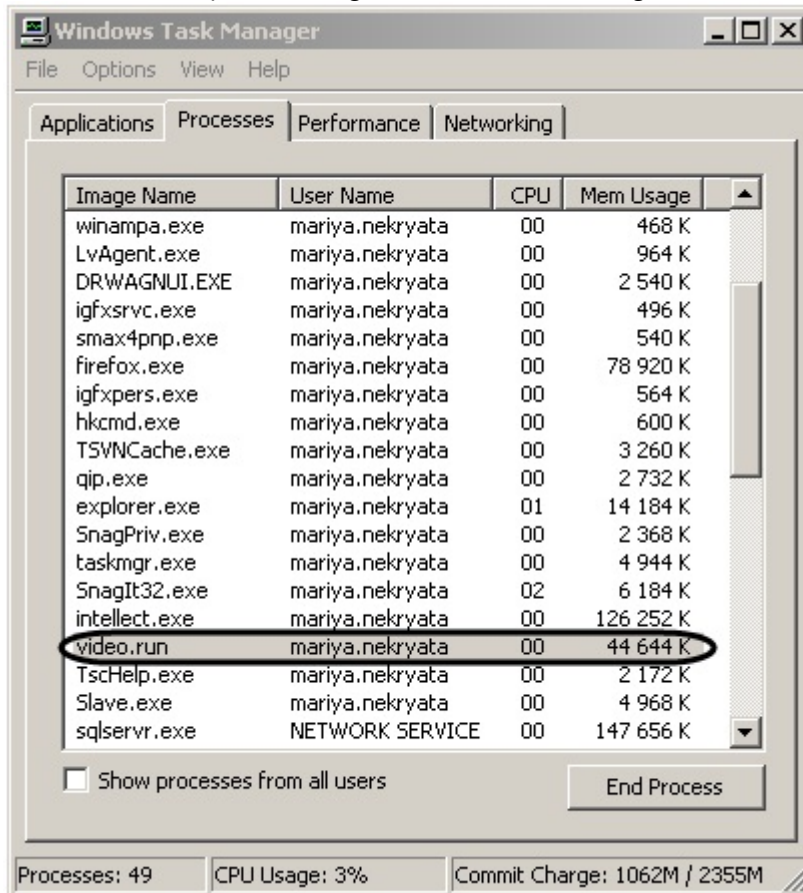 Windows Task Manager
File Options View Help
Applications Processes Performance Networking
Image Name User Name CPU Mem Usage
winampa.exe mariya.nekryata 00 468 K
LvAgent.exe mariya.nekryata 00 964 K
DRWAGNUI.EXE mariya.nekryata 00 2 540 K
igfxsrvc.exe mariya.nekryata 00 496 K
smax4pnp.exe mariya.nekryata 00 540 K
firefox.exe mariya.nekryata 00 78 920 K
igfxpers.exe mariya.nekryata 00 564 K
hkcmd.exe mariya.nekryata 00 600 K
TSVNCache.exe mariya.nekryata 00 3 260 K
qip.exe mariya.nekryata 00 2 732 K
explorer.exe mariya.nekryata 01 14 184 K
SnagPriv.exe mariya.nekryata 00 2 368 K
taskmgr.exe mariya.nekryata 00 4 944 K
SnagIt32.exe mariya.nekryata 02 6 184 K
intellect.exe mariya.nekryata 00 126 252 K
video.run mariya.nekryata 00 44 644 K
TscHelp.exe mariya.nekryata 00 2 172 K
Slave.exe mariya.nekryata 00 4 968 K
sqlservr.exe NETWORK SERVICE 00 147 656 K
Show processes from all users End Process
Processes: 49 CPU Usage: 3% Commit Charge: 1062M / 2355M